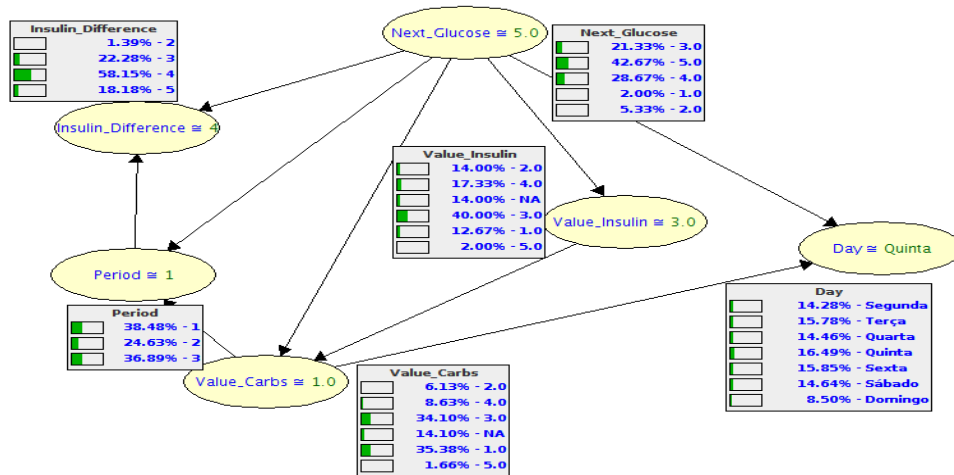 Insulin_Difference
1.39% - 2
22.28% - 3
58.15% - 4
18.18% - 5
Next_Glucose ≅ 5.0
Next_Glucose
21.33% - 3.0
42.67% - 5.0
28.67% - 4.0
2.00% - 1.0
5.33% - 2.0
Insulin_Difference ≅ 4
Value_Insulin
14.00% - 2.0
17.33% - 4.0
14.00% - NA
40.00% - 3.0
12.67% - 1.0
2.00% - 5.0
Value_Insulin ≅ 3.0
Day ≅ Quinta
Period ≅ 1
Day
14.28% - Segunda
15.78% - Terça
14.46% - Quarta
16.49% - Quinta
15.85% - Sexta
14.64% - Sábado
8.50% - Domingo
Period
38.48% - 1
24.63% - 2
36.89% - 3
Value_Carbs ≅ 1.0
Value_Carbs
6.13% - 2.0
8.63% - 4.0
34.10% - 3.0
14.10% - NA
35.38% - 1.0
1.66% - 5.0